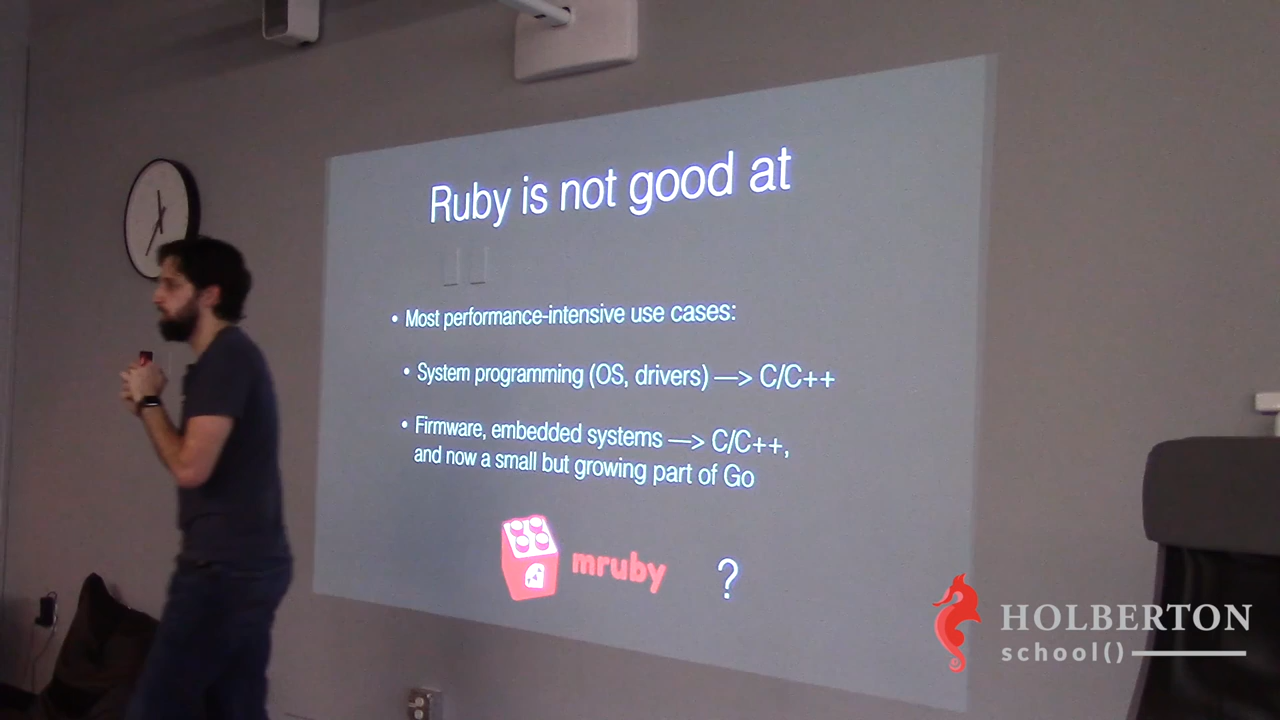 Ruby is not good at
• Most performance-intensive use cases:
• System programming (OS, drivers) —> C/C++
• Firmware, embedded systems —> C/C++,
and now a small but growing part of Go
mruby ?
HOLBERTON
school()